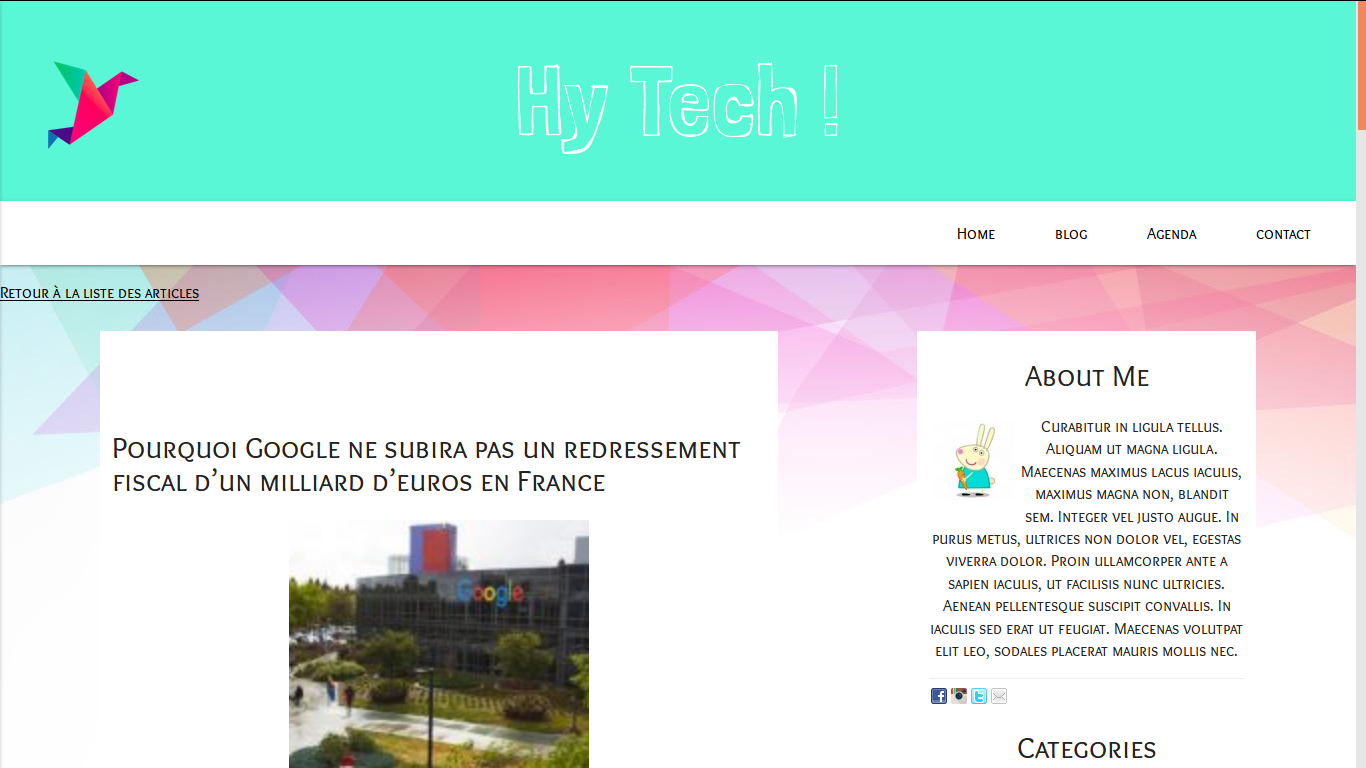 Hy Tech !
Home
blog
Agenda
contact
Retour à la liste des articles
Pourquoi Google ne subira pas un redressement
fiscal d’un milliard d’euros en France
Google
About Me
Curabitur in ligula tellus.
Aliquam ut magna ligula.
Maecenas maximus lacus iaculis,
maximus magna non, blandit
sem. Integer vel justo augue. In
purus metus, ultrices non dolor vel, egestas
viverra dolor. Proin ullamcorper ante a
sapien iaculis, ut facilisis nunc ultricies.
Aenean pellentesque suscipit convallis. In
iaculis sed erat ut feugiat. Maecenas volutpat
elit leo, sodales placerat mauris mollis nec.
Categories